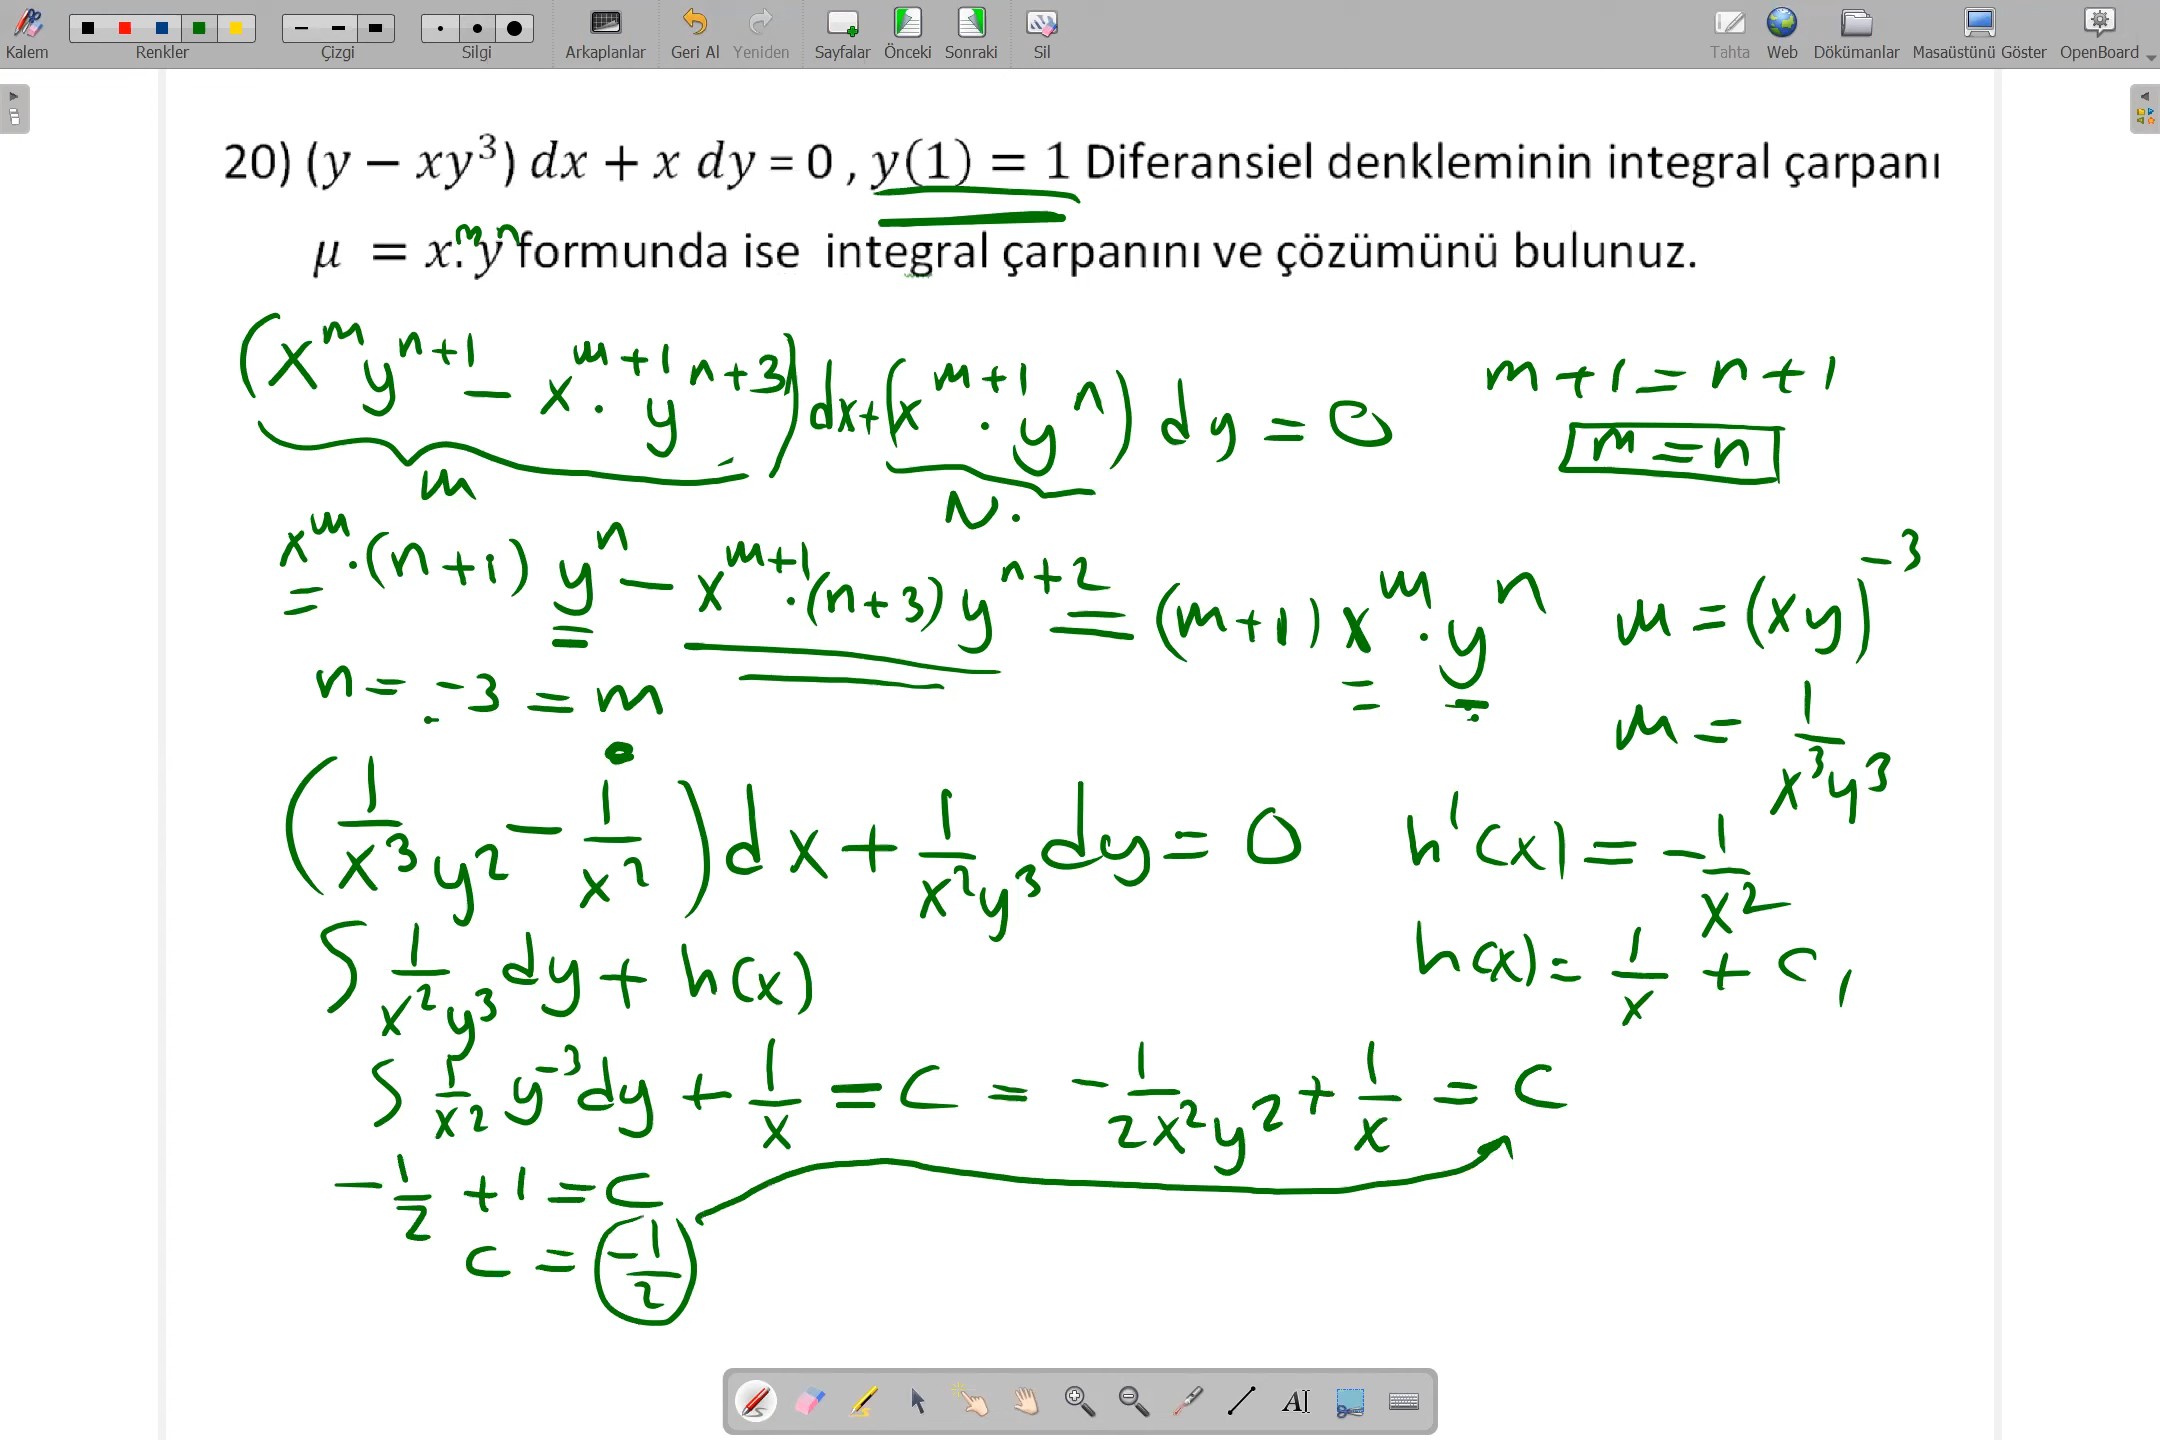 Kalem Renkler Çizgi Silgi Arkaplanlar Geri Al Yeniden Sayfalar Önceki Sonraki Sil Tahta Web Dökümanlar Masaüstünü Göster OpenBoard
20) (y − xy³) dx + x dy = 0 , y(1) = 1 Diferansiel denkleminin integral çarpanı
μ = x^m.y^n formunda ise integral çarpanını ve çözümünü bulunuz.
(x^m y^{n+1} − x^{m+1} · y^{n+3}) dx + (x^{m+1} · y^n) dy = 0
m+1 = n+1
m = n
M
N.
x^m · (n+1) y^n − x^{m+1} · (n+3) y^{n+2} = (m+1) x^m · y^n
μ = (xy)^{-3}
n = -3 = m
μ = 1/(x³y³)
(1/(x³y²) − 1/x²) dx + 1/(x²y³) dy = 0
h'(x) = -1/x²
∫ 1/(x²y³) dy + h(x)
h(x) = 1/x + C₁
∫ 1/x² y^{-3} dy + 1/x = C = -1/(2x²y²) + 1/x = C
-1/2 + 1 = C
C = -1/2